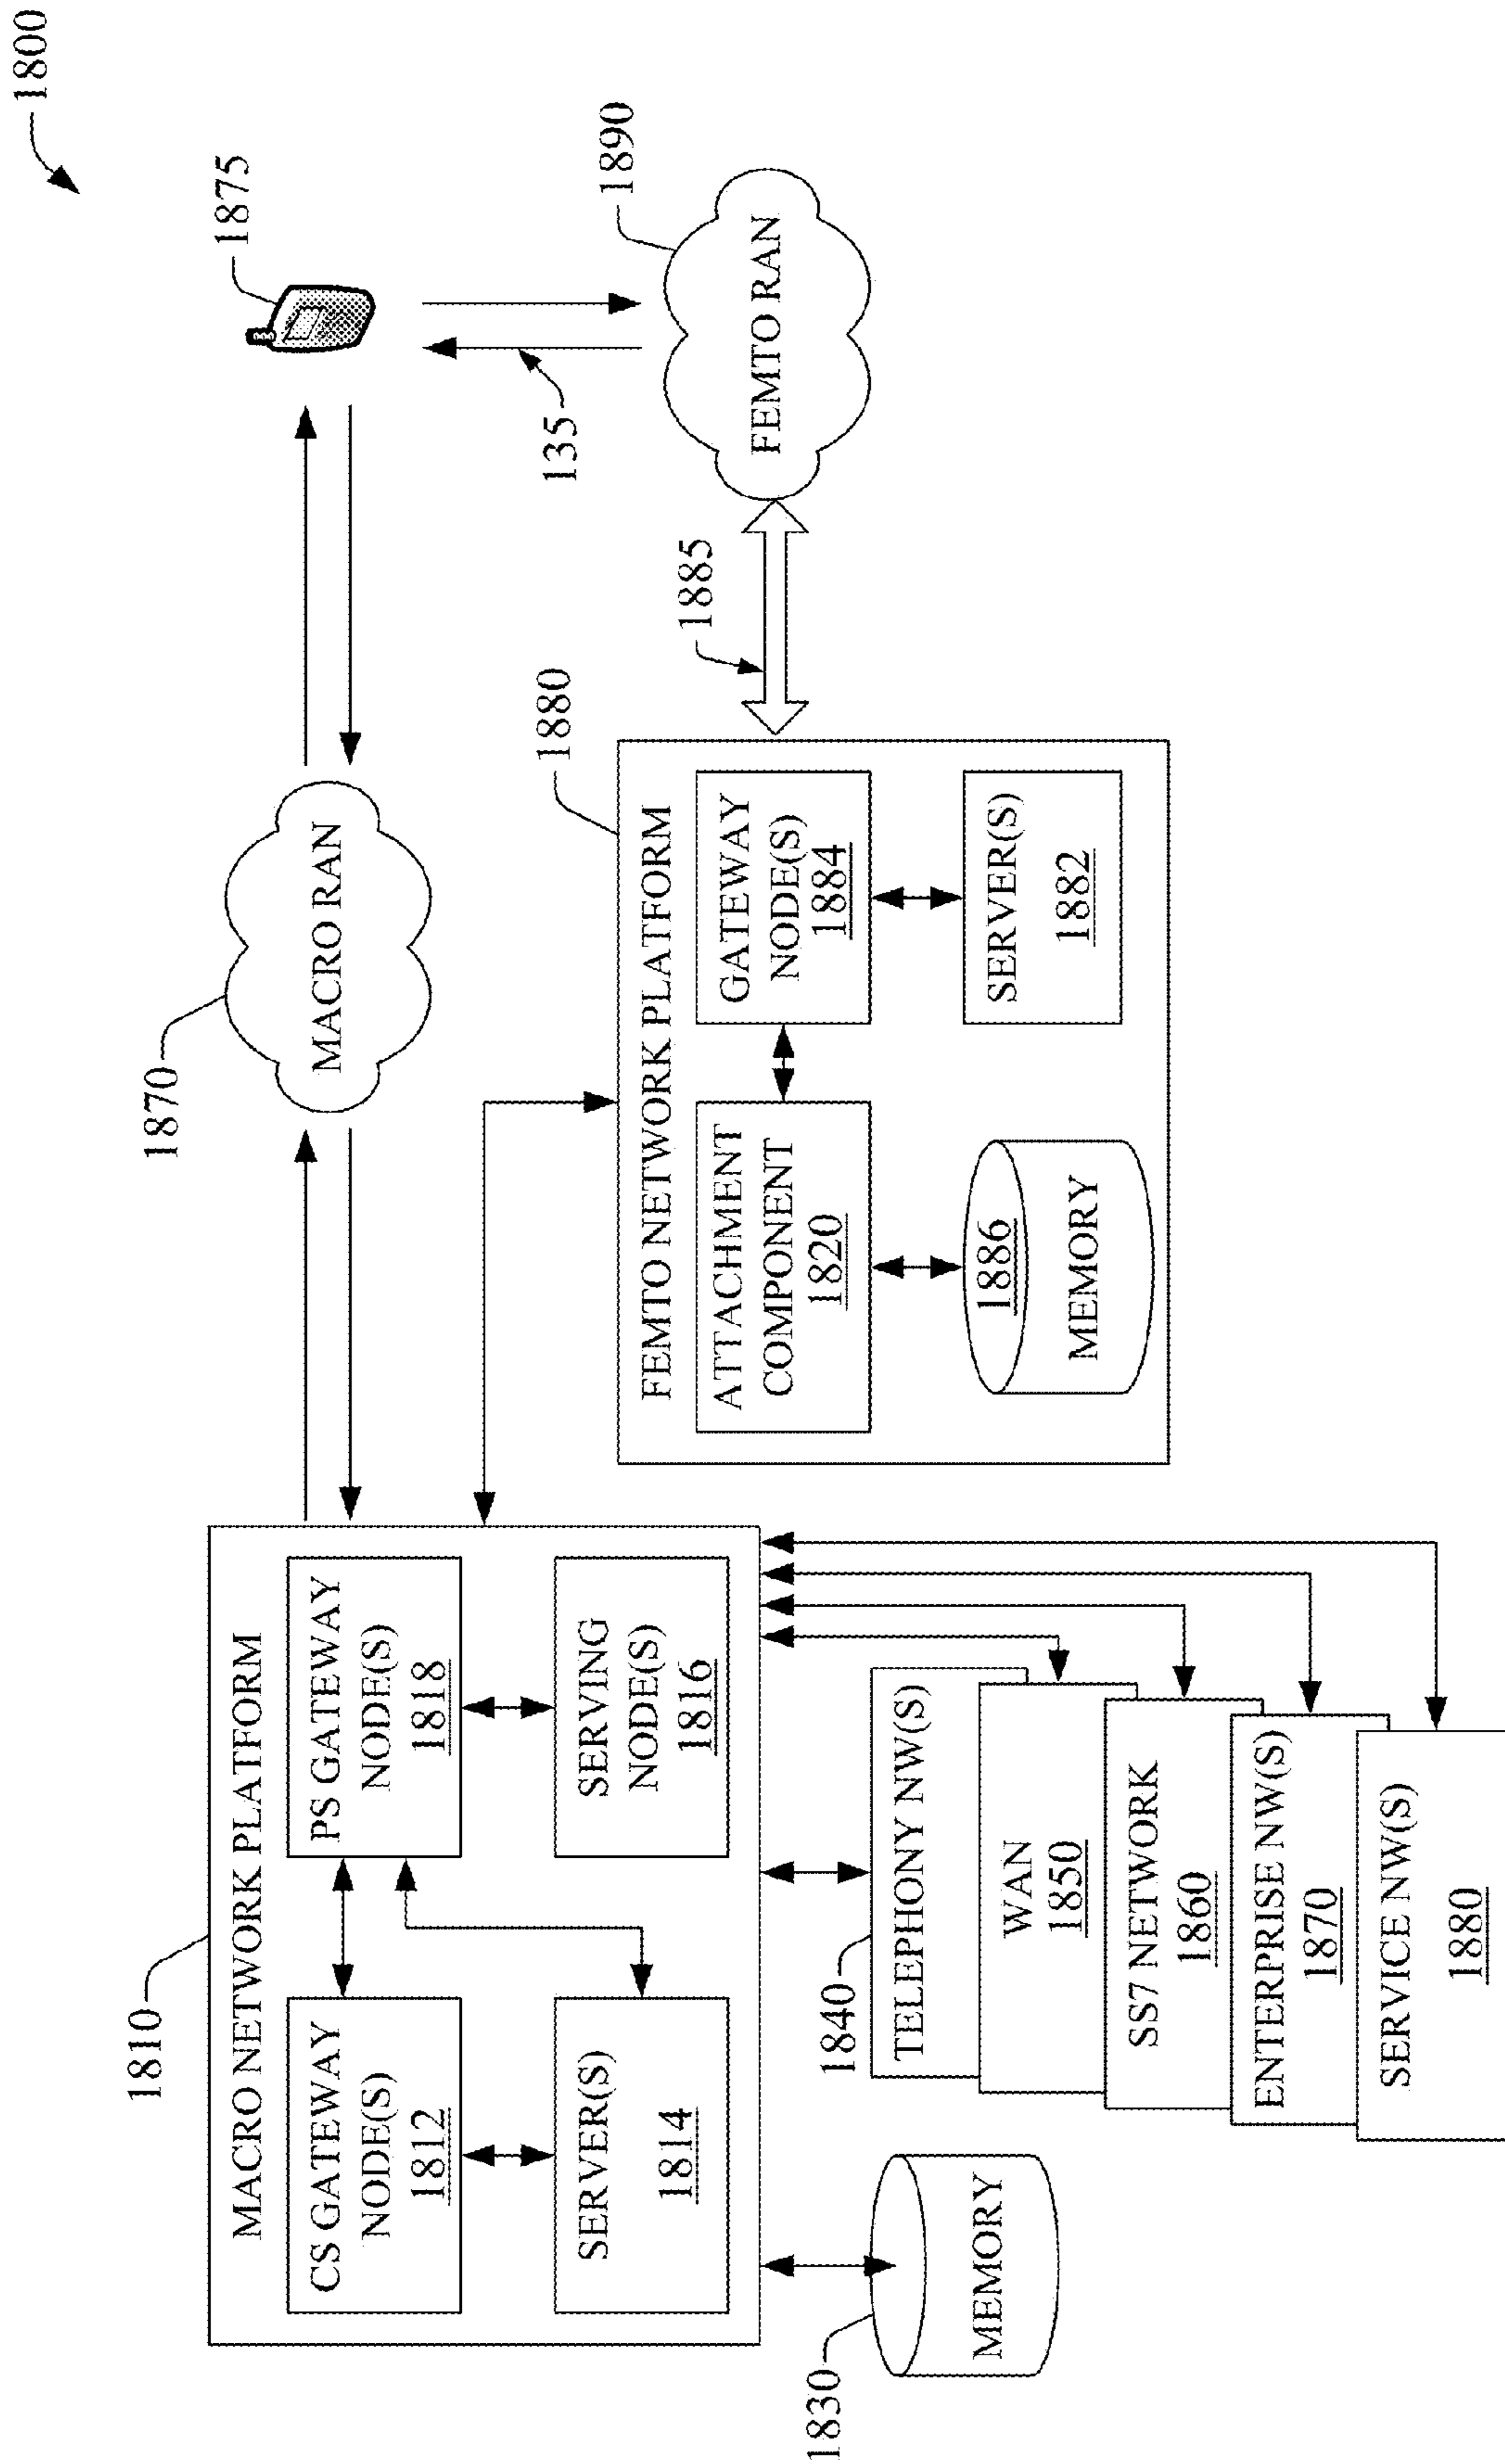 1800
1875
1870
MACRO RAN
135
1890
FEMTO RAN
1885
1810
MACRO NETWORK PLATFORM
CS GATEWAY
NODE(S)
1812
PS GATEWAY
NODE(S)
1818
SERVER(S)
1814
SERVING
NODE(S)
1816
1880
FEMTO NETWORK PLATFORM
ATTACHMENT
COMPONENT
1820
GATEWAY
NODE(S)
1884
1886
MEMORY
SERVER(S)
1882
1830
MEMORY
1840
TELEPHONY NW(S)
WAN
1850
SS7 NETWORK
1860
ENTERPRISE NW(S)
1870
SERVICE NW(S)
1880